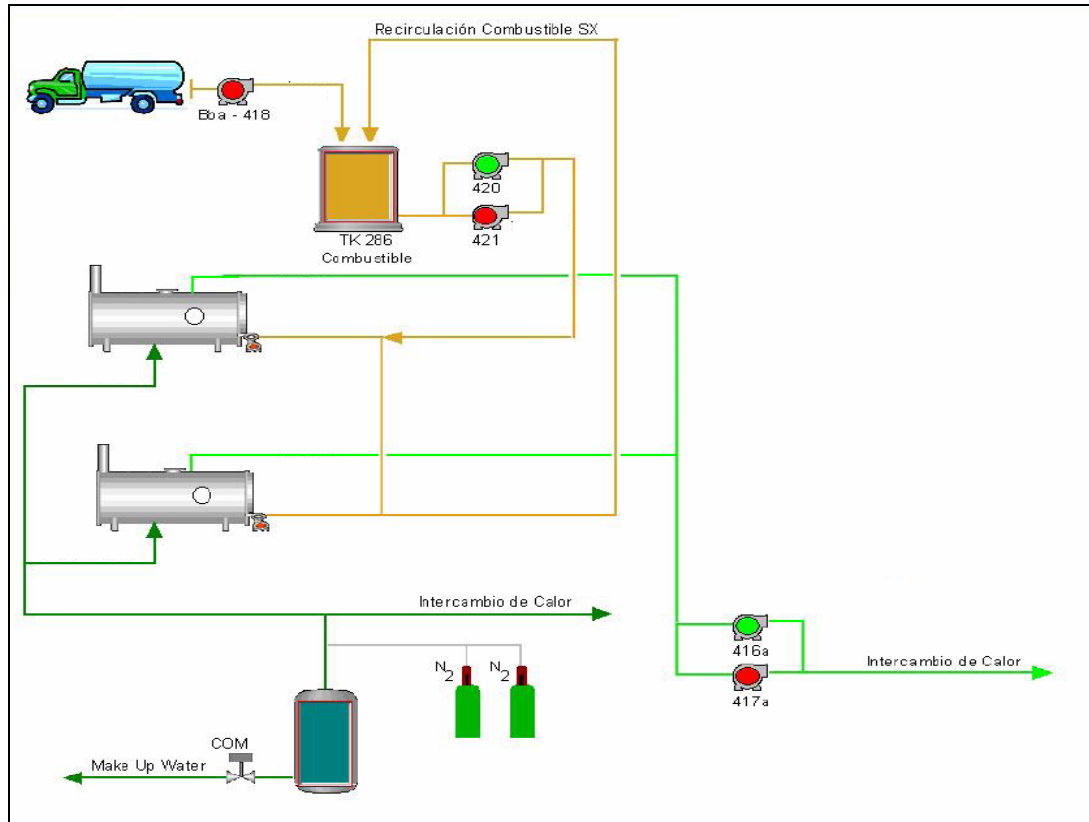 Recirculación Combustible SX
Bba - 418
420
421
TK 286
Combustible
Intercambio de Calor
416a
Intercambio de Calor
417a
N2 N2
COM
Make Up Water